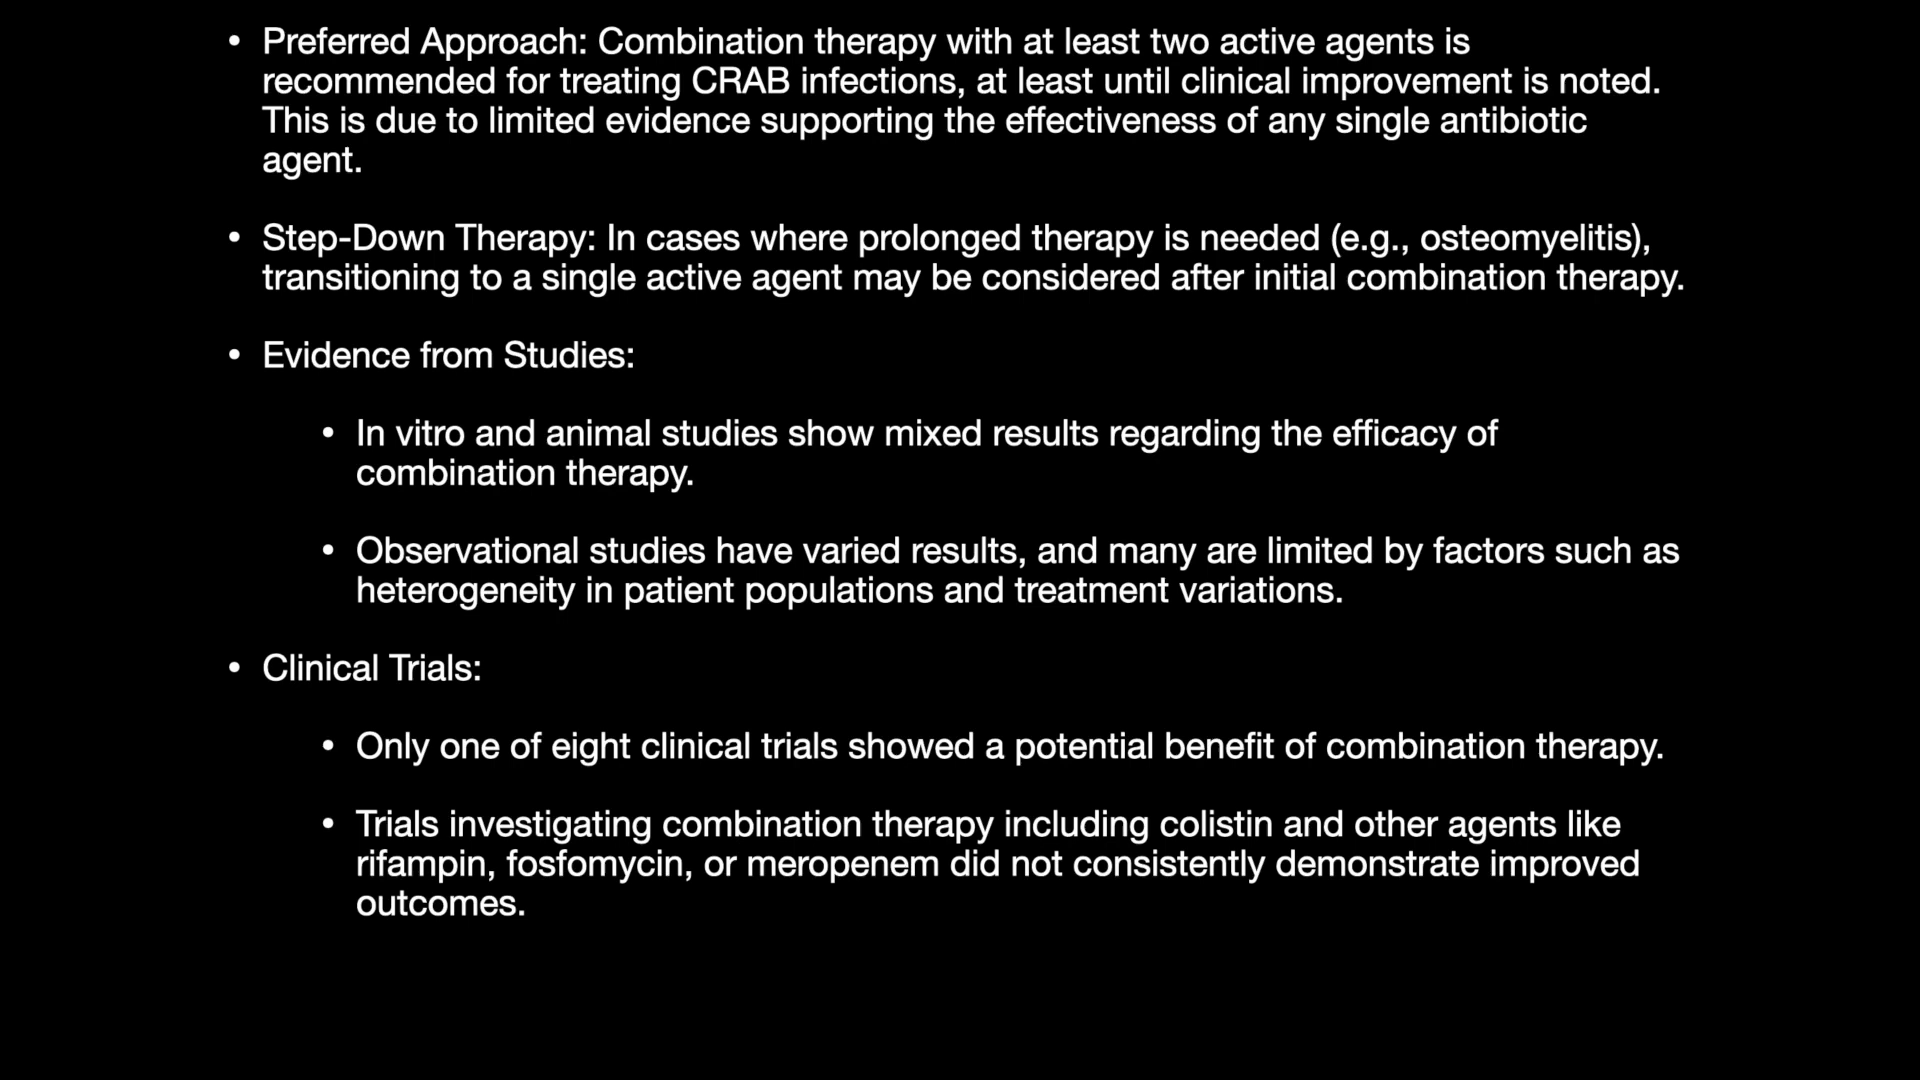 • Preferred Approach: Combination therapy with at least two active agents is
recommended for treating CRAB infections, at least until clinical improvement is noted.
This is due to limited evidence supporting the effectiveness of any single antibiotic
agent.
• Step-Down Therapy: In cases where prolonged therapy is needed (e.g., osteomyelitis),
transitioning to a single active agent may be considered after initial combination therapy.
• Evidence from Studies:
• In vitro and animal studies show mixed results regarding the efficacy of
combination therapy.
• Observational studies have varied results, and many are limited by factors such as
heterogeneity in patient populations and treatment variations.
• Clinical Trials:
• Only one of eight clinical trials showed a potential benefit of combination therapy.
• Trials investigating combination therapy including colistin and other agents like
rifampin, fosfomycin, or meropenem did not consistently demonstrate improved
outcomes.